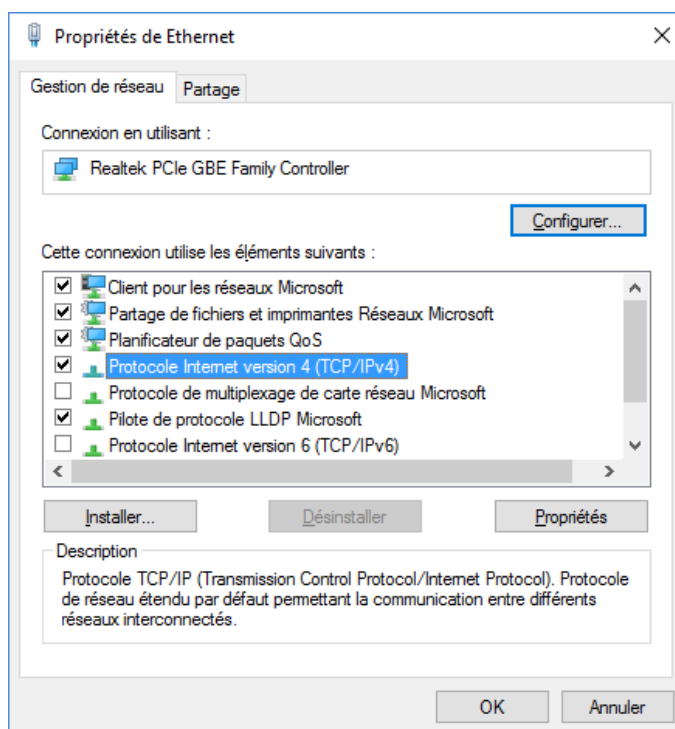 Propriétés de Ethernet
Gestion de réseau
Partage
Connexion en utilisant :
Realtek PCIe GBE Family Controller
Configurer...
Cette connexion utilise les éléments suivants :
Client pour les réseaux Microsoft
Partage de fichiers et imprimantes Réseaux Microsoft
Planificateur de paquets QoS
Protocole Internet version 4 (TCP/IPv4)
Protocole de multiplexage de carte réseau Microsoft
Pilote de protocole LLDP Microsoft
Protocole Internet version 6 (TCP/IPv6)
Installer...
Désinstaller
Propriétés
Description
Protocole TCP/IP (Transmission Control Protocol/Internet Protocol). Protocole
de réseau étendu par défaut permettant la communication entre différents
réseaux interconnectés.
OK
Annuler